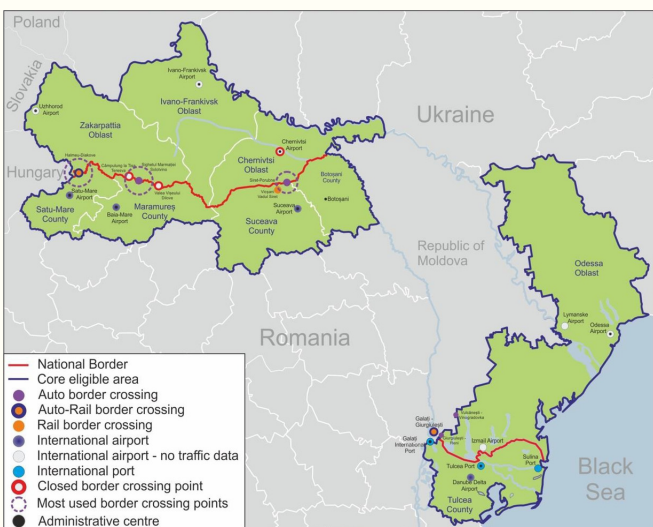 Poland
Slovakia
Hungary
Ukraine
Romania
Republic of
Moldova
Black
Sea
Ivano-Frankivsk
Airport
Ivano-Frankivsk
Oblast
Uzhhorod
Airport
Zakarpattia
Oblast
Chernivtsi
Airport
Chernivtsi
Oblast
Botoşani
County
Botoşani
Satu-Mare
Airport
Satu-Mare
County
Baia-Mare
Airport
Maramureş
County
Suceava
Airport
Suceava
County
Odessa
Oblast
Lymanske
Airport
Odessa
Airport
Galaţi -
Giurgiuleşti
Galaţi
International
Port
Izmail Airport
Tulcea Port
Sulina
Port
Danube Delta
Airport
Tulcea
County
National Border
Core eligible area
Auto border crossing
Auto-Rail border crossing
Rail border crossing
International airport
International airport - no traffic data
International port
Closed border crossing point
Most used border crossing points
Administrative centre